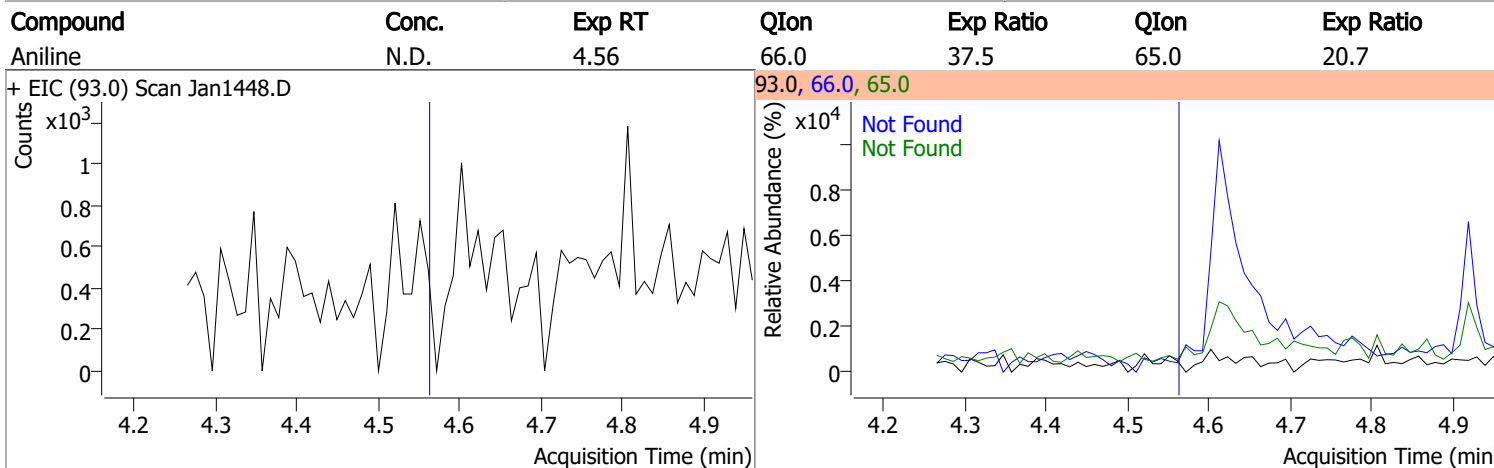 Compound Conc. Exp RT QIon Exp Ratio QIon Exp Ratio
Aniline N.D. 4.56 66.0 37.5 65.0 20.7
+ EIC (93.0) Scan Jan1448.D
Counts
x10³
1
0.8
0.6
0.4
0.2
0
4.2 4.3 4.4 4.5 4.6 4.7 4.8 4.9
Acquisition Time (min)
93.0, 66.0, 65.0
Relative Abundance (%)
x10⁴
Not Found
Not Found
0.8
0.6
0.4
0.2
0
4.2 4.3 4.4 4.5 4.6 4.7 4.8 4.9
Acquisition Time (min)